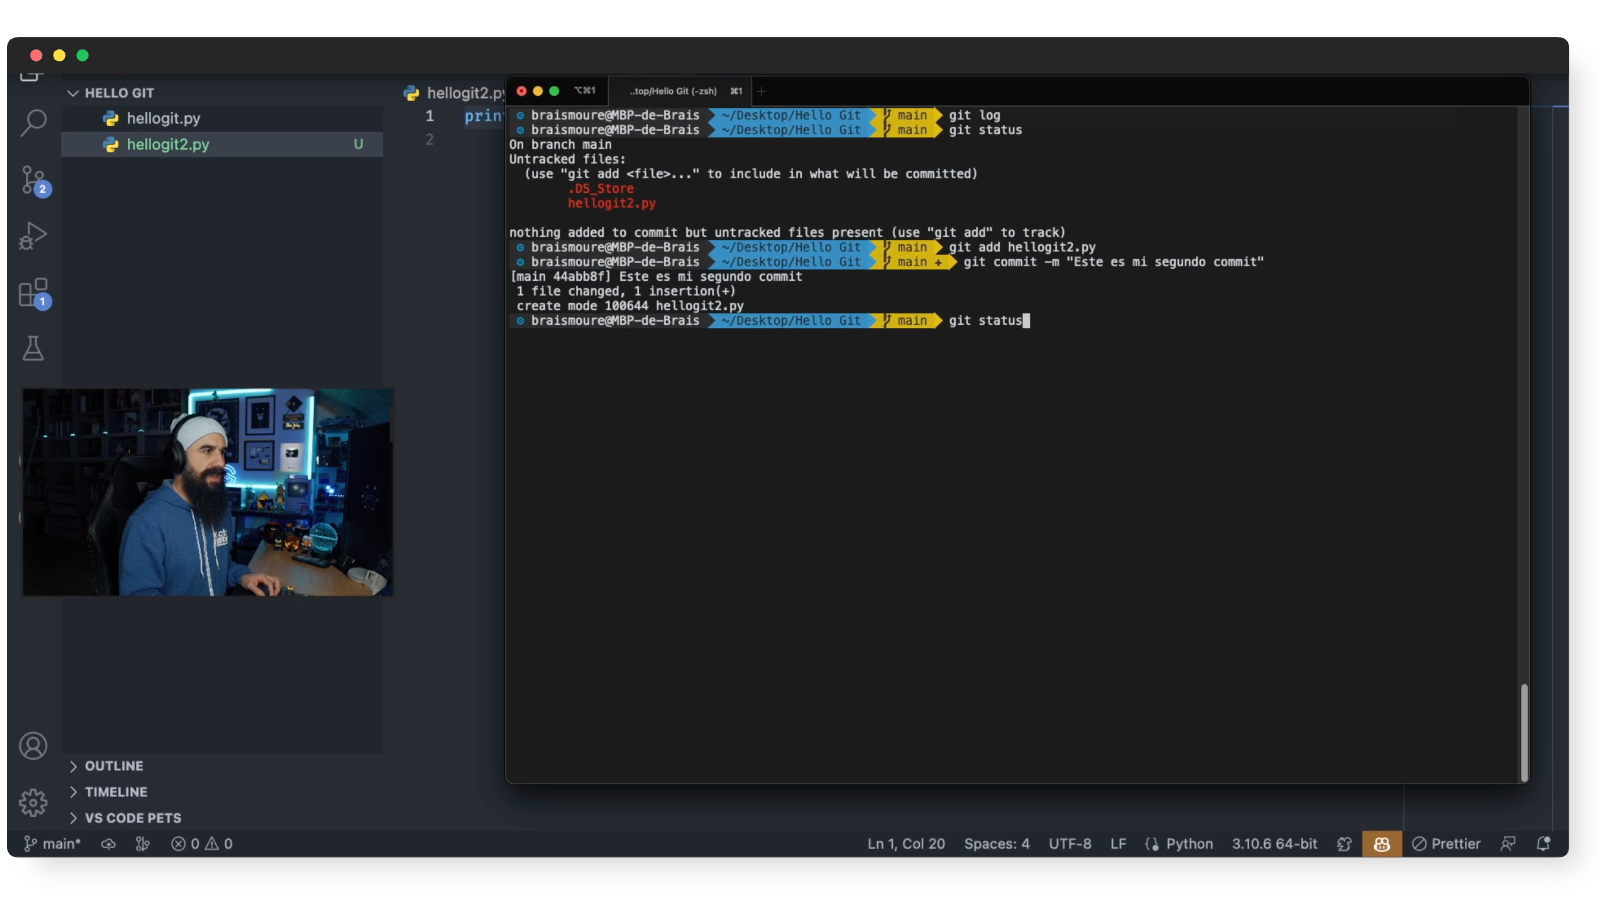 HELLO GIT
hellogit.py
hellogit2.py U
2
1
hellogit2.py
1 prin
2
⌥⌘1 ..top/Hello Git (-zsh) ⌘1 +
braismoure@MBP-de-Brais ~/Desktop/Hello Git main git log
braismoure@MBP-de-Brais ~/Desktop/Hello Git main git status
On branch main
Untracked files:
(use "git add <file>..." to include in what will be committed)
.DS_Store
hellogit2.py
nothing added to commit but untracked files present (use "git add" to track)
braismoure@MBP-de-Brais ~/Desktop/Hello Git main git add hellogit2.py
braismoure@MBP-de-Brais ~/Desktop/Hello Git main + git commit -m "Este es mi segundo commit"
[main 44abb8f] Este es mi segundo commit
1 file changed, 1 insertion(+)
create mode 100644 hellogit2.py
braismoure@MBP-de-Brais ~/Desktop/Hello Git main git status
OUTLINE
TIMELINE
VS CODE PETS
main* 0 0 Ln 1, Col 20 Spaces: 4 UTF-8 LF Python 3.10.6 64-bit Prettier